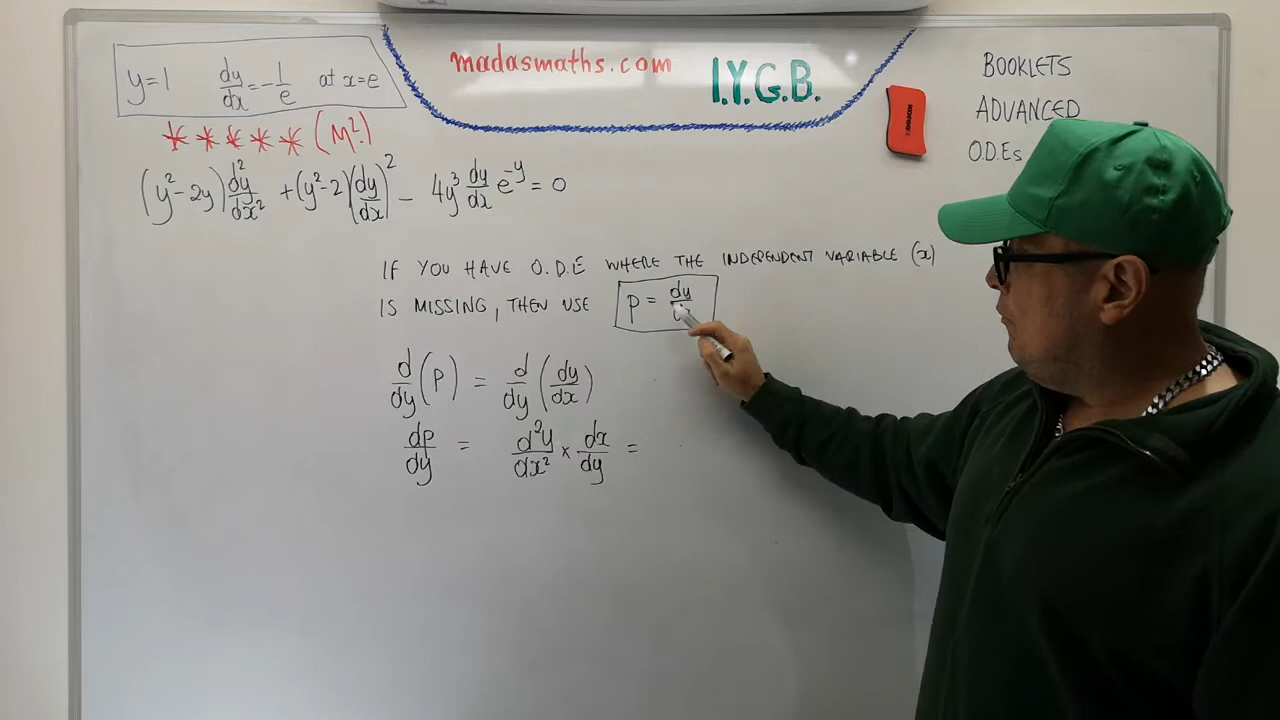 y=1 dy/dx = -1/e at x=e
madasmaths.com
I.Y.G.B.
BOOKLETS
ADVANCED
O.D.Es
***** (M².)
(y²-2y) d²y/dx² + (y²-2)(dy/dx)² - 4y³ dy/dx e^-y = 0
IF YOU HAVE O.D.E WHERE THE INDEPENDENT VARIABLE (x)
IS MISSING, THEN USE P = dy/
d/dy (P) = d/dy (dy/dx)
dp/dy = d²y/dx² × dx/dy =